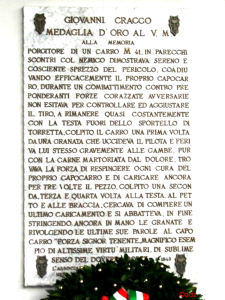 GIOVANNI CRACCO
MEDAGLIA D'ORO AL V. M.
ALLA MEMORIA
PORGITORE DI UN CARRO M 41, IN PARECCHI
SCONTRI COL NEMICO DIMOSTRAVA SERENO E
COSCIENTE SPREZZO DEL PERICOLO, COADIU
VANDO EFFICACEMENTE IL PROPRIO CAPOCAR
RO, DURANTE UN COMBATTIMENTO CONTRO PRE
PONDERANTI FORZE CORAZZATE AVVERSARIE
NON ESITAVA PER CONTROLLARE ED AGGIUSTARE
IL TIRO, A RIMANERE QUASI COSTANTEMENTE
CON LA TESTA FUORI DELLO SPORTELLO DI
TORRETTA, COLPITO IL CARRO UNA PRIMA VOLTA
DA UNA GRANATA CHE UCCIDEVA IL PILOTA E FERI
VA LUI STESSO GRAVEMENTE ALLE GAMBE, PUR
CON LA CARNE MARTORIATA DAL DOLORE, TRO
VAVA LA FORZA DI RESPINGERE OGNI CURA DEL
PROPRIO CAPOCARRO E DI CARICARE ANCORA
PER TRE VOLTE IL PEZZO, COLPITO UNA SECON
DA, TERZA E QUARTA VOLTA ALLA TESTA AL PET
TO E ALLE BRACCIA, CERCAVA DI COMPIERE UN
ULTIMO CARICAMENTO E SI ABBATTEVA, IN FINE
STRINGENDO ANCORA IN MANO LE GRANATE E
RIVOLGENDO LE ULTIME SUE PAROLE AL CAPO
CARRO "FORZA SIGNOR TENENTE, MAGNIFICO ESEM
PIO DI ALTISSIME VIRTÙ MILITARI, DI SUBLIME
SENSO DEL